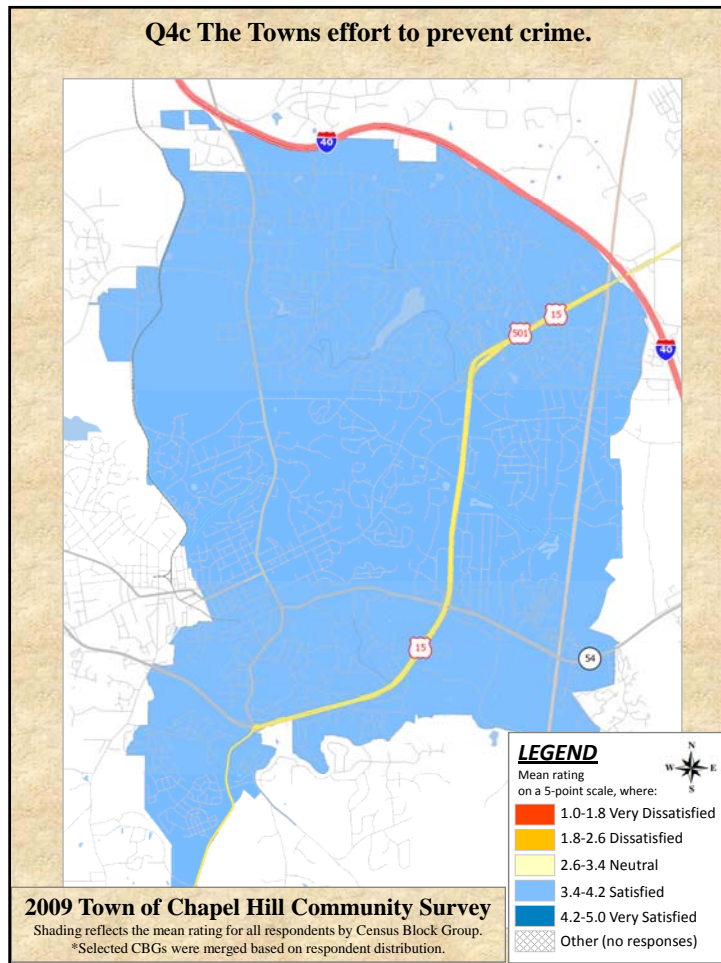 Q4c The Towns effort to prevent crime.
40
15
501
40
15
54
LEGEND
Mean rating
on a 5-point scale, where:
N
W E
S
1.0-1.8 Very Dissatisfied
1.8-2.6 Dissatisfied
2.6-3.4 Neutral
3.4-4.2 Satisfied
4.2-5.0 Very Satisfied
Other (no responses)
2009 Town of Chapel Hill Community Survey
Shading reflects the mean rating for all respondents by Census Block Group.
*Selected CBGs were merged based on respondent distribution.